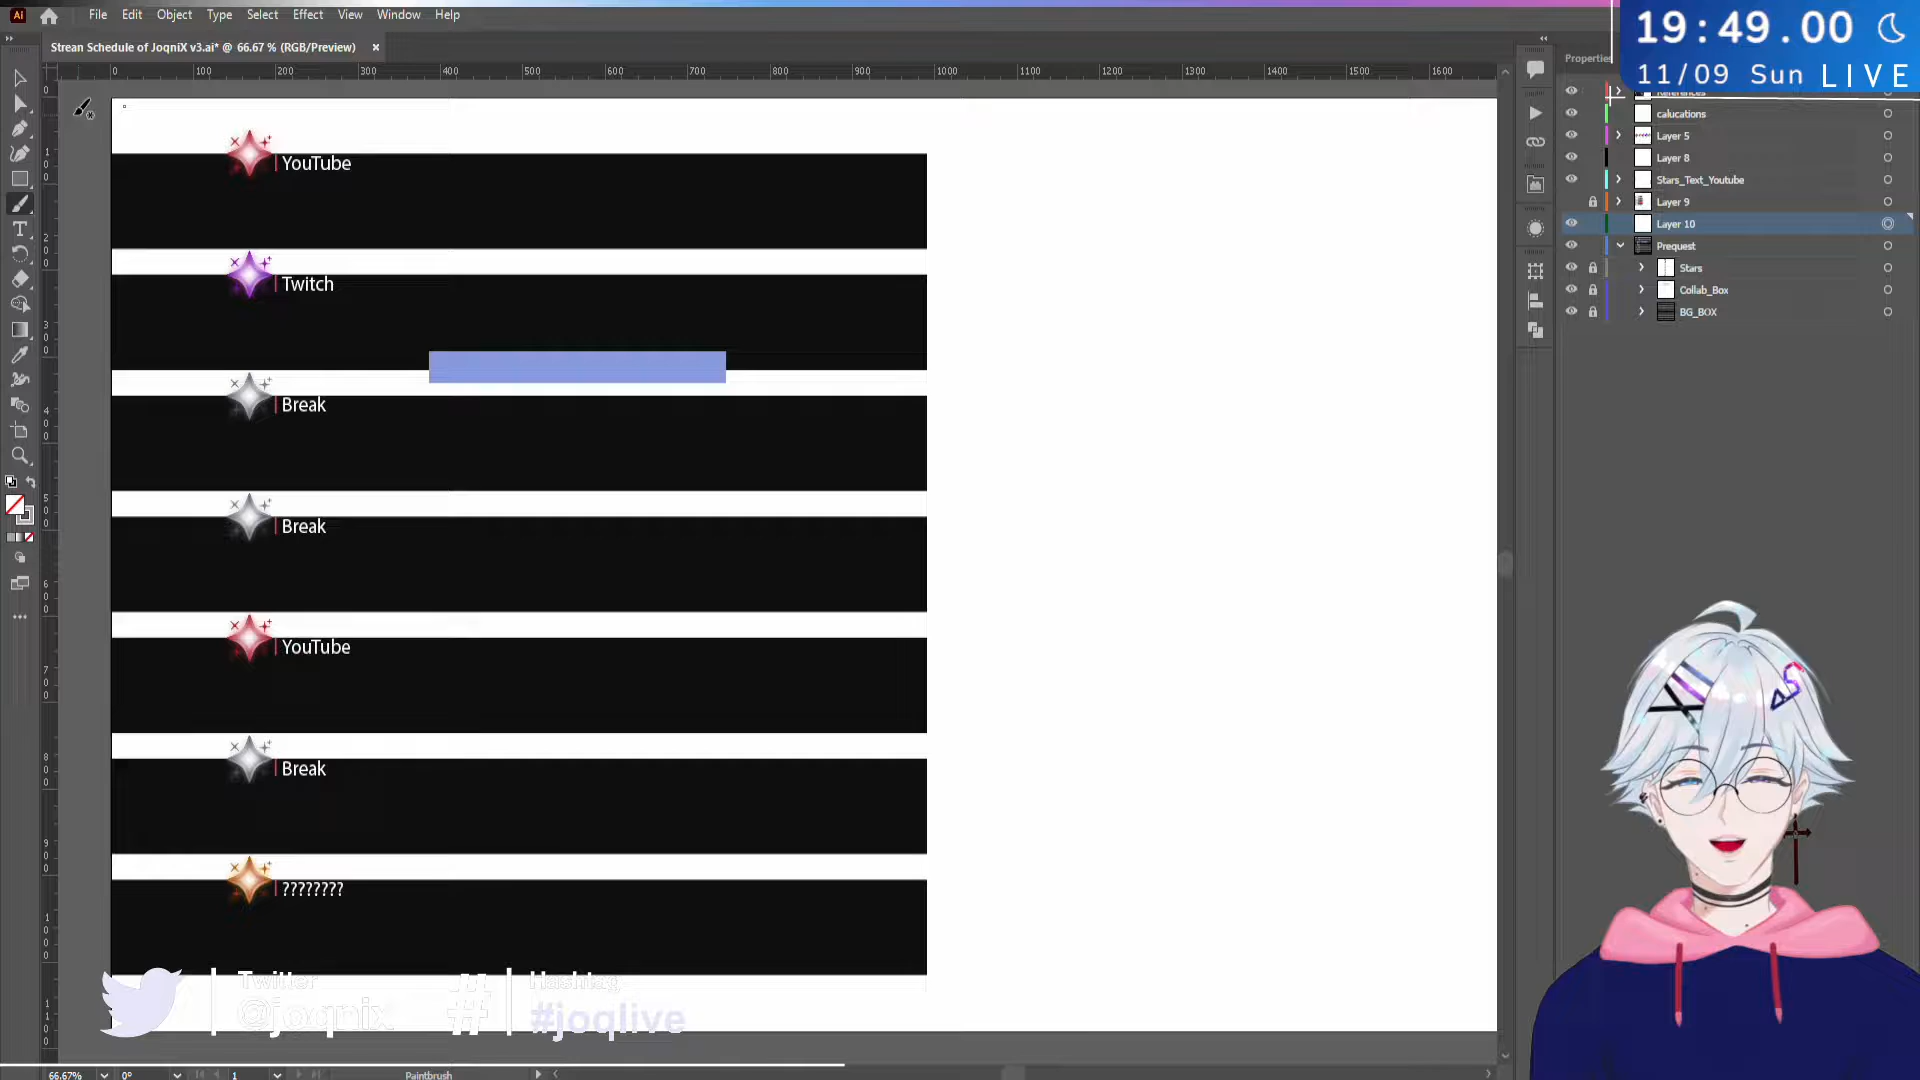 Ai File Edit Object Type Select Effect View Window Help
19:49.00
11/09 Sun LIVE
Strean Schedule of JoqniX v3.ai* @ 66.67 % (RGB/Preview)
Properties
0 100 200 300 400 500 600 700 800 900 1000 1100 1200 1300 1400 1500 1600
References
calucations
Layer 5
Layer 8
Stars_Text_Youtube
Layer 9
Layer 10
Prequest
Stars
Collab_Box
BG_BOX
YouTube
Twitch
Break
Break
YouTube
Break
????????
Twitter
@joqnix
# Hashtag
#joqlive
66.67% 0° 1 Paintbrush